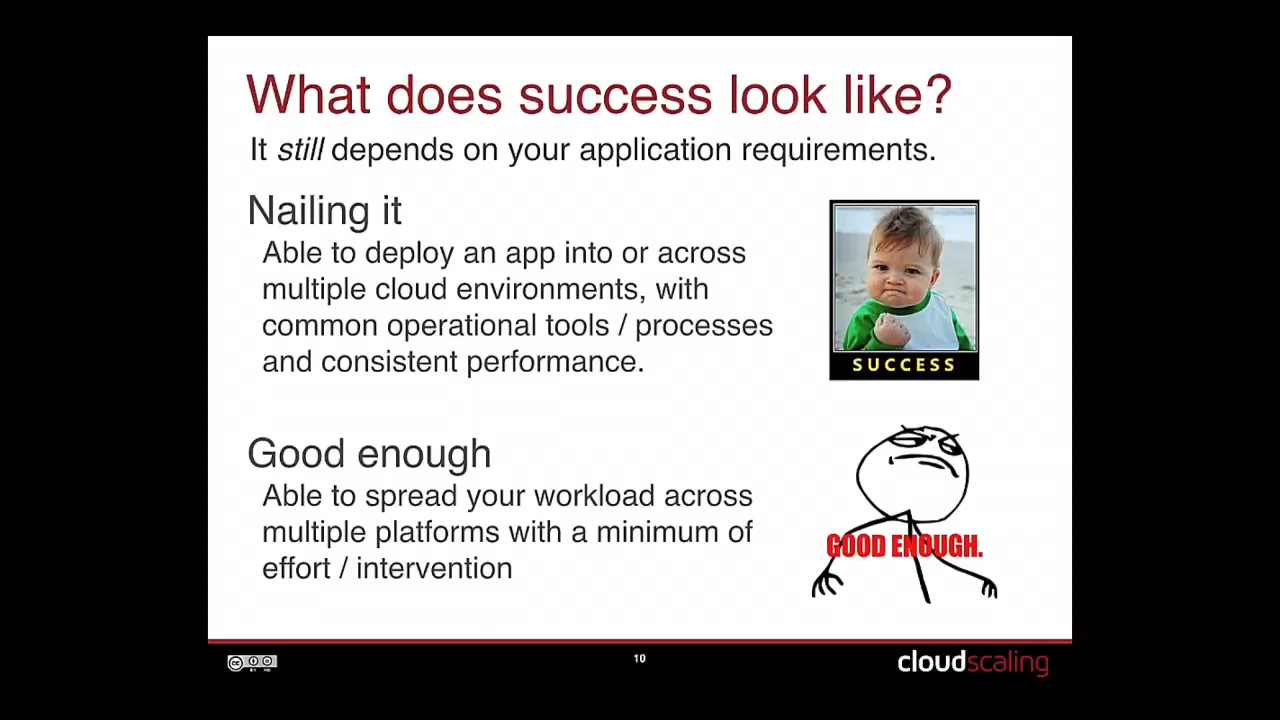 What does success look like?
It still depends on your application requirements.
Nailing it
Able to deploy an app into or across
multiple cloud environments, with
common operational tools / processes
and consistent performance.
SUCCESS
Good enough
Able to spread your workload across
multiple platforms with a minimum of
effort / intervention
GOOD ENOUGH.
cc
10
cloudscaling